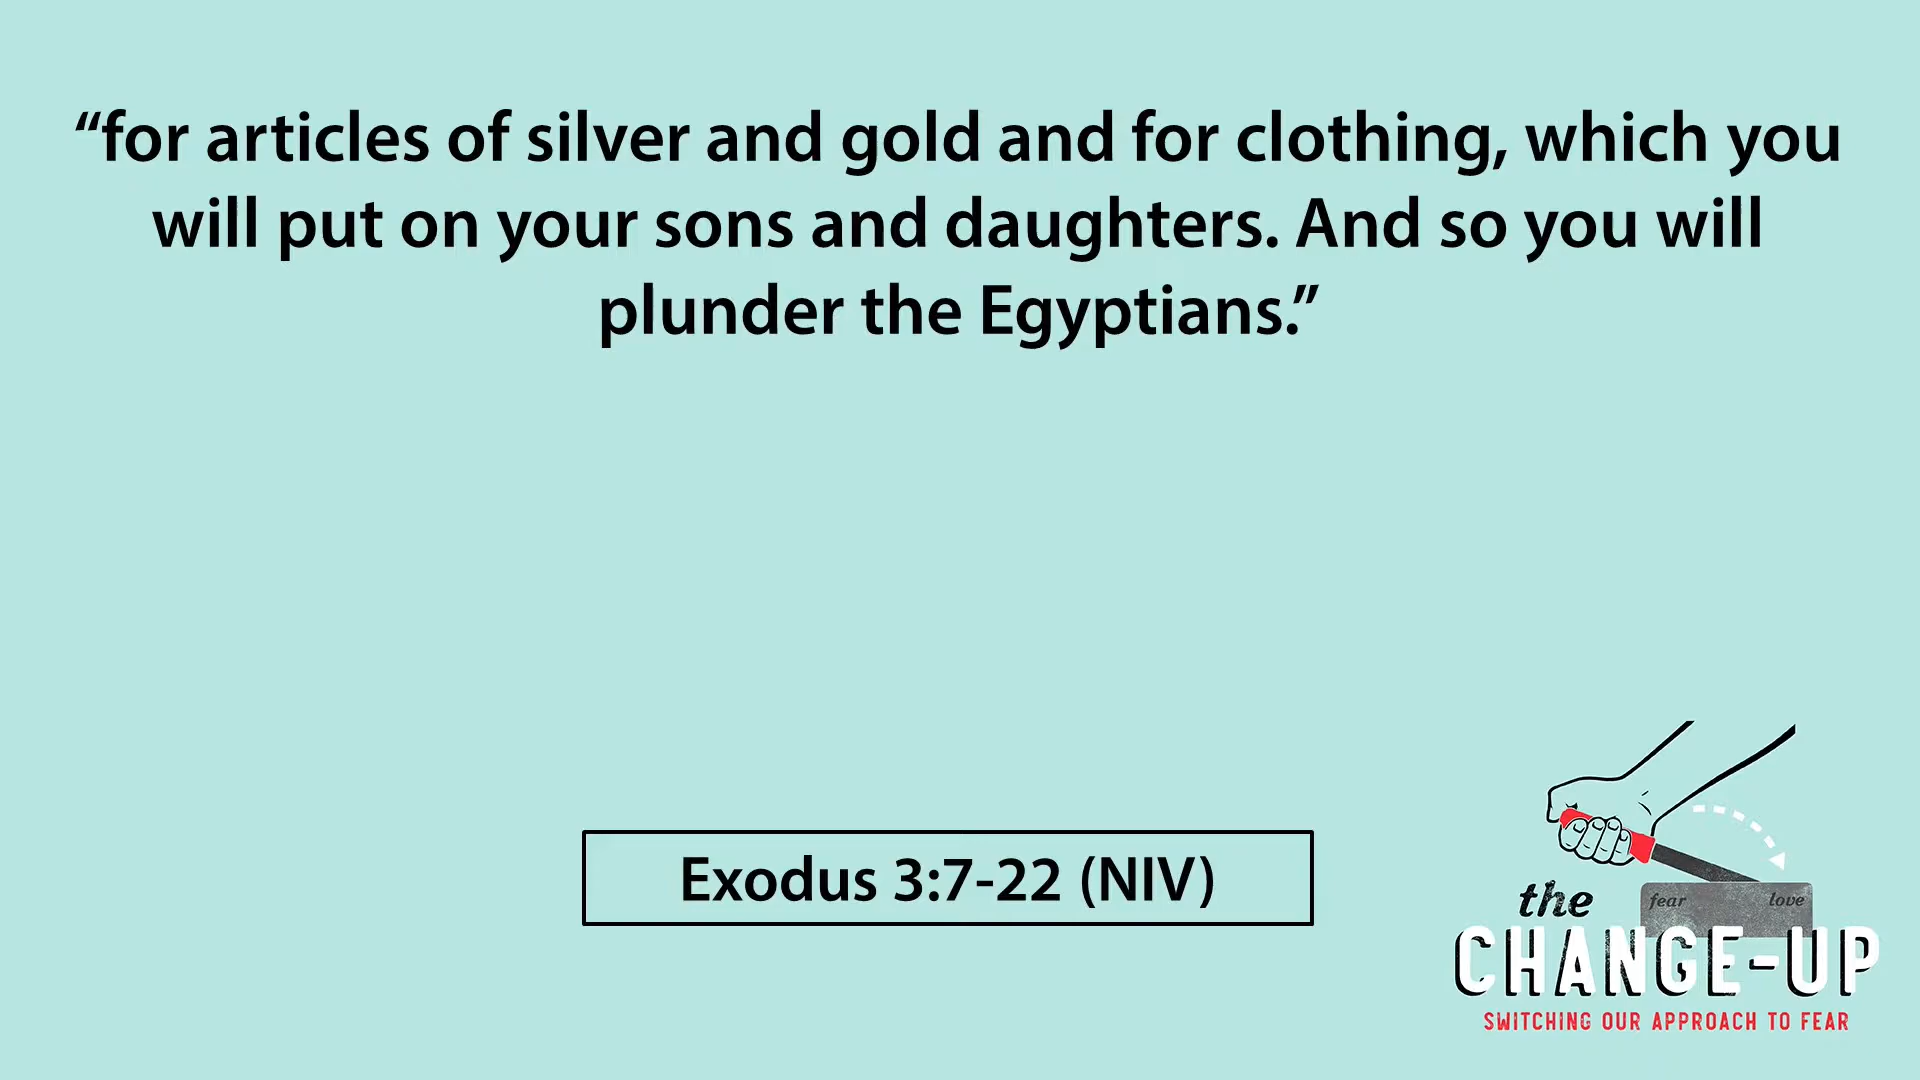 “for articles of silver and gold and for clothing, which you
will put on your sons and daughters. And so you will
plunder the Egyptians.”
Exodus 3:7-22 (NIV)
the
fear love
CHANGE-UP
SWITCHING OUR APPROACH TO FEAR